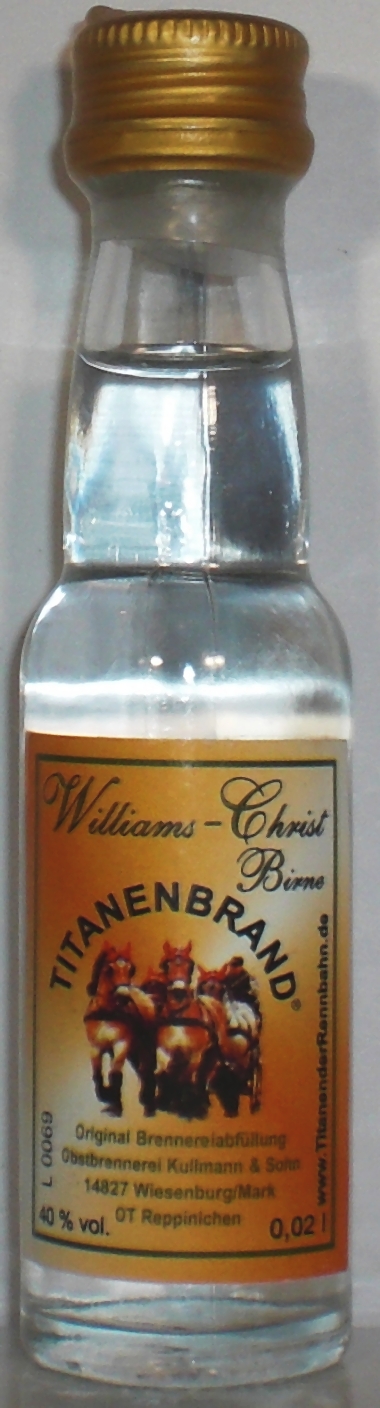 Williams-Christ
Birne
TITANENBRAND®
Original Brennereiabfüllung
Obstbrennerei Kullmann & Sohn
14827 Wiesenburg/Mark
OT Reppinichen
40 % vol.
0,02 l
L 0069
www.TitanenderRennbahn.de